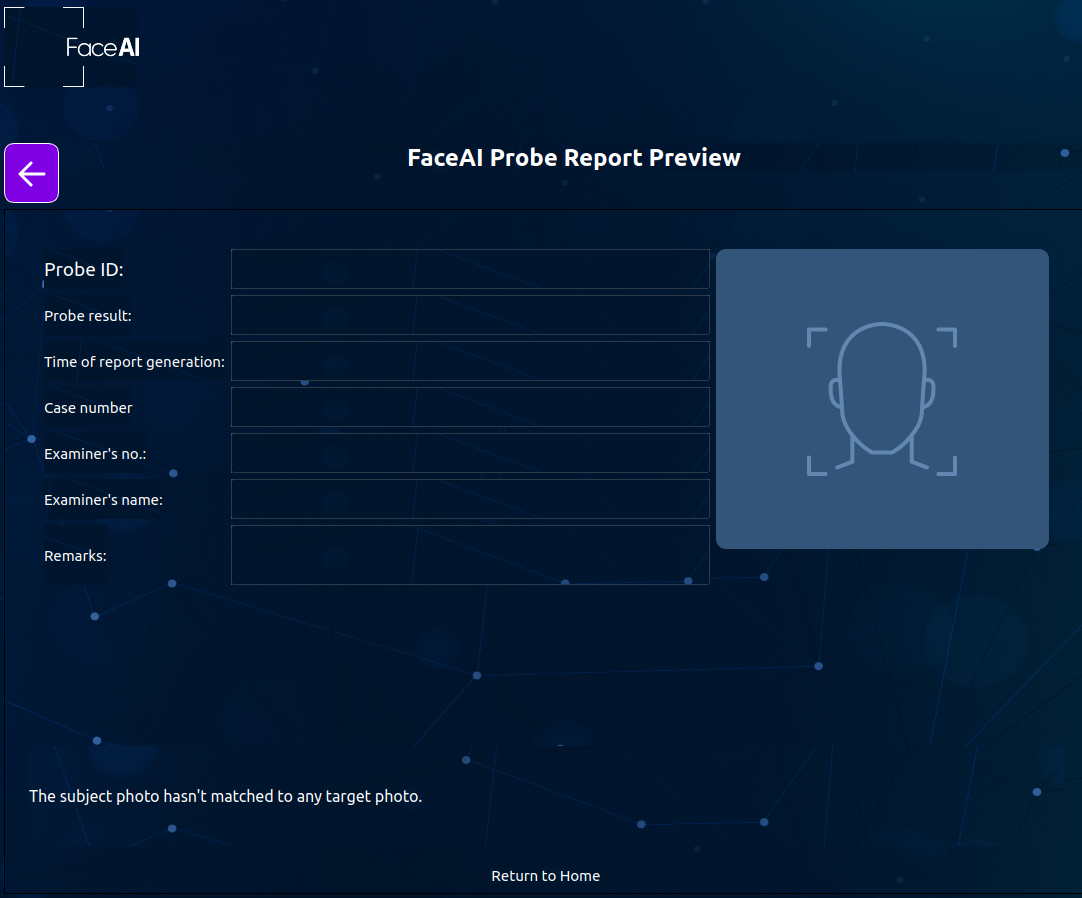 FaceAI
FaceAI Probe Report Preview
Probe ID:
Probe result:
Time of report generation:
Case number
Examiner's no.:
Examiner's name:
Remarks:
The subject photo hasn't matched to any target photo.
Return to Home